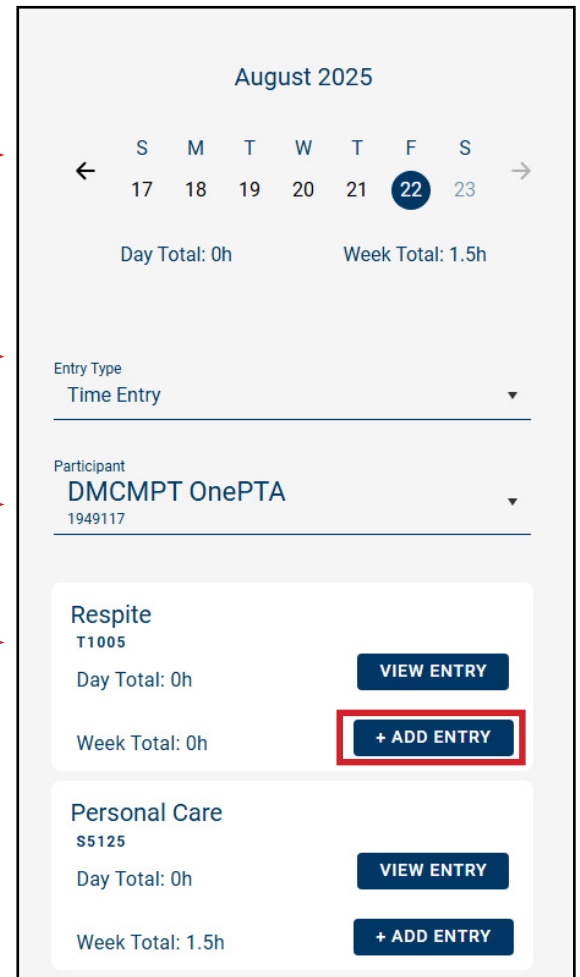 August 2025
S M T W T F S
← 17 18 19 20 21 22 23 →
Day Total: 0h Week Total: 1.5h
Entry Type
Time Entry
Participant
DMCMPT OnePTA
1949117
Respite
T1005
Day Total: 0h VIEW ENTRY
Week Total: 0h + ADD ENTRY
Personal Care
S5125
Day Total: 0h VIEW ENTRY
Week Total: 1.5h + ADD ENTRY